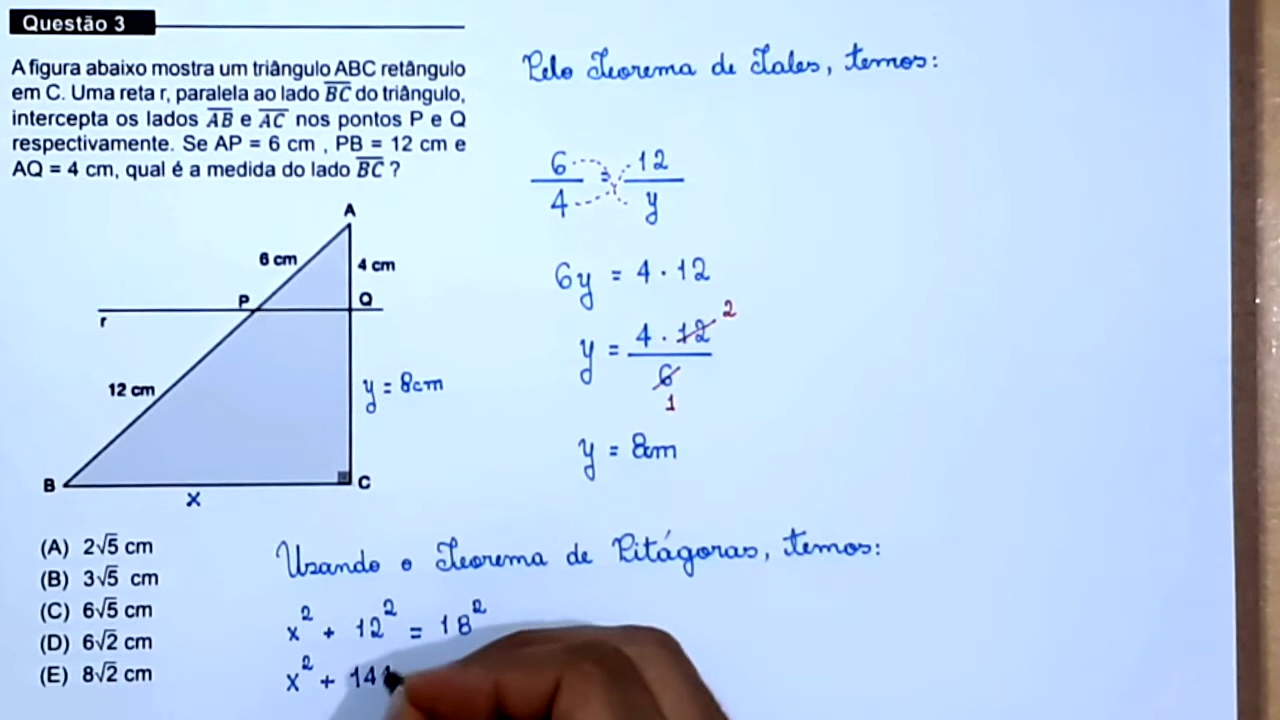 Questão 3
A figura abaixo mostra um triângulo ABC retângulo
em C. Uma reta r, paralela ao lado B̅C̅ do triângulo,
intercepta os lados A̅B̅ e A̅C̅ nos pontos P e Q
respectivamente. Se AP = 6 cm , PB = 12 cm e
AQ = 4 cm, qual é a medida do lado B̅C̅ ?
A
6 cm
4 cm
P
Q
r
12 cm
y = 8cm
B
C
x
(A) 2√5 cm
(B) 3√5 cm
(C) 6√5 cm
(D) 6√2 cm
(E) 8√2 cm
Pelo Teorema de Tales, temos:
6 = 12
4 y
6y = 4 · 12
y = 4 · 12 2
6
1
y = 8cm
Usando o Teorema de Pitágoras, temos:
x² + 12² = 18²
x² + 144